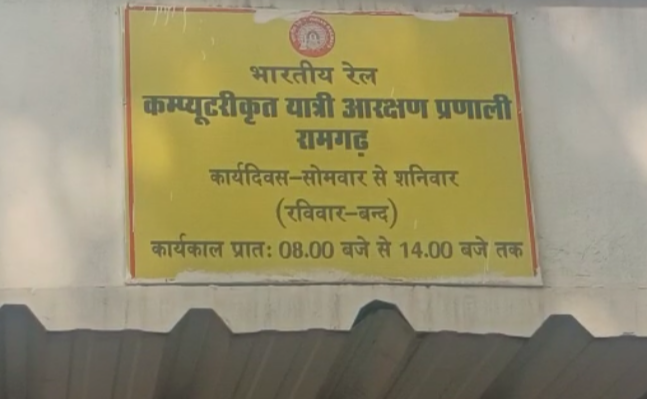 भारतीय रेल
कम्प्यूटरीकृत यात्री आरक्षण प्रणाली
रामगढ़
कार्यदिवस–सोमवार से शनिवार
(रविवार–बन्द)
कार्यकाल प्रातः 08.00 बजे से 14.00 बजे तक